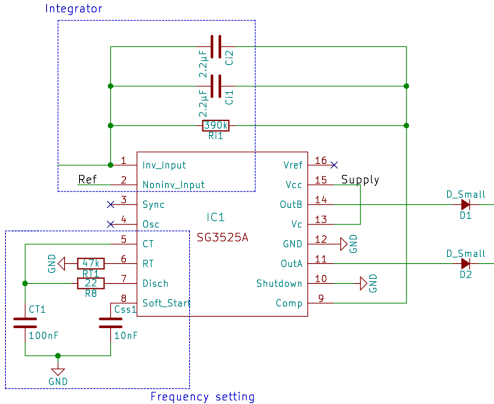 Integrator
2.2µF
Ci2
2.2µF
Ci1
390k
Ri1
1 Inv_Input
Vref 16
Ref
2 Noninv_Input
Vcc 15
Supply
3 Sync
OutB 14
D_Small
D1
4 Osc
IC1
Vc 13
SG3525A
5 CT
GND 12
GND
GND
47k
RT1
6 RT
OutA 11
D_Small
D2
22
R8
7 Disch
Shutdown 10
GND
8 Soft_Start
Comp 9
CT1
100nF
Css1
10nF
GND
Frequency setting